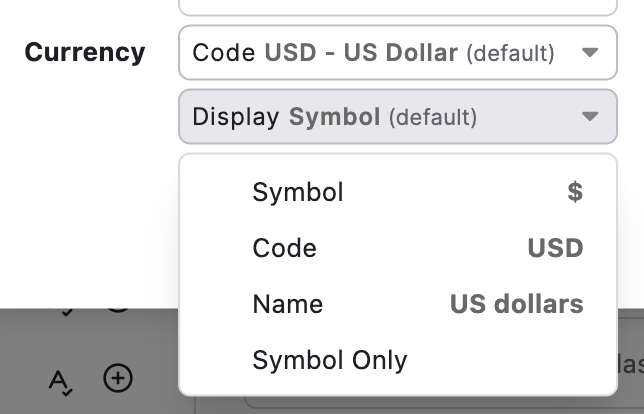 Currency Code USD - US Dollar (default)
Display Symbol (default)
Symbol $
Code USD
Name US dollars
Symbol Only